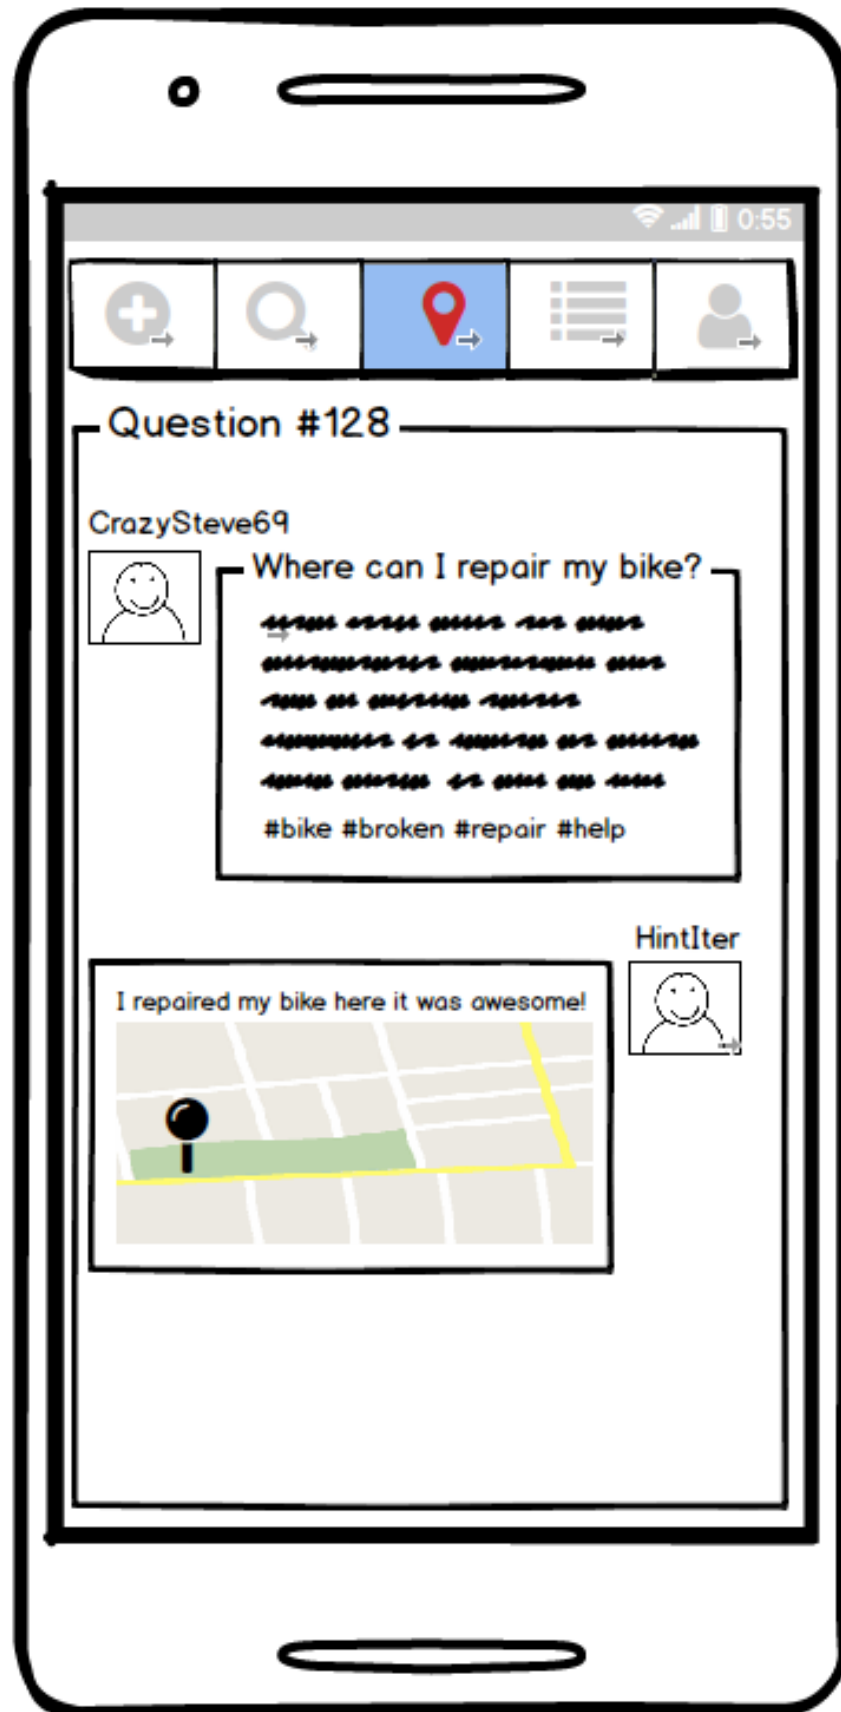 0:55
Question #128
CrazySteve69
Where can I repair my bike?
#bike #broken #repair #help
HintIter
I repaired my bike here it was awesome!